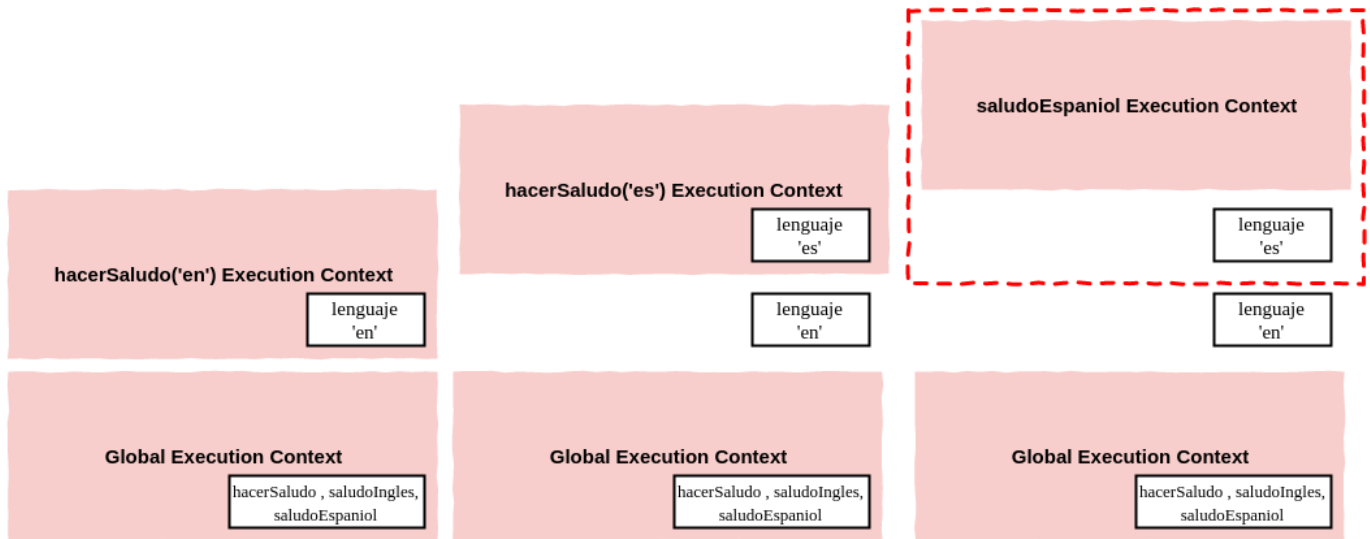 saludoEspaniol Execution Context
hacerSaludo('es') Execution Context
lenguaje
'es'
lenguaje
'es'
hacerSaludo('en') Execution Context
lenguaje
'en'
lenguaje
'en'
lenguaje
'en'
Global Execution Context
hacerSaludo , saludoIngles,
saludoEspaniol
Global Execution Context
hacerSaludo , saludoIngles,
saludoEspaniol
Global Execution Context
hacerSaludo , saludoIngles,
saludoEspaniol